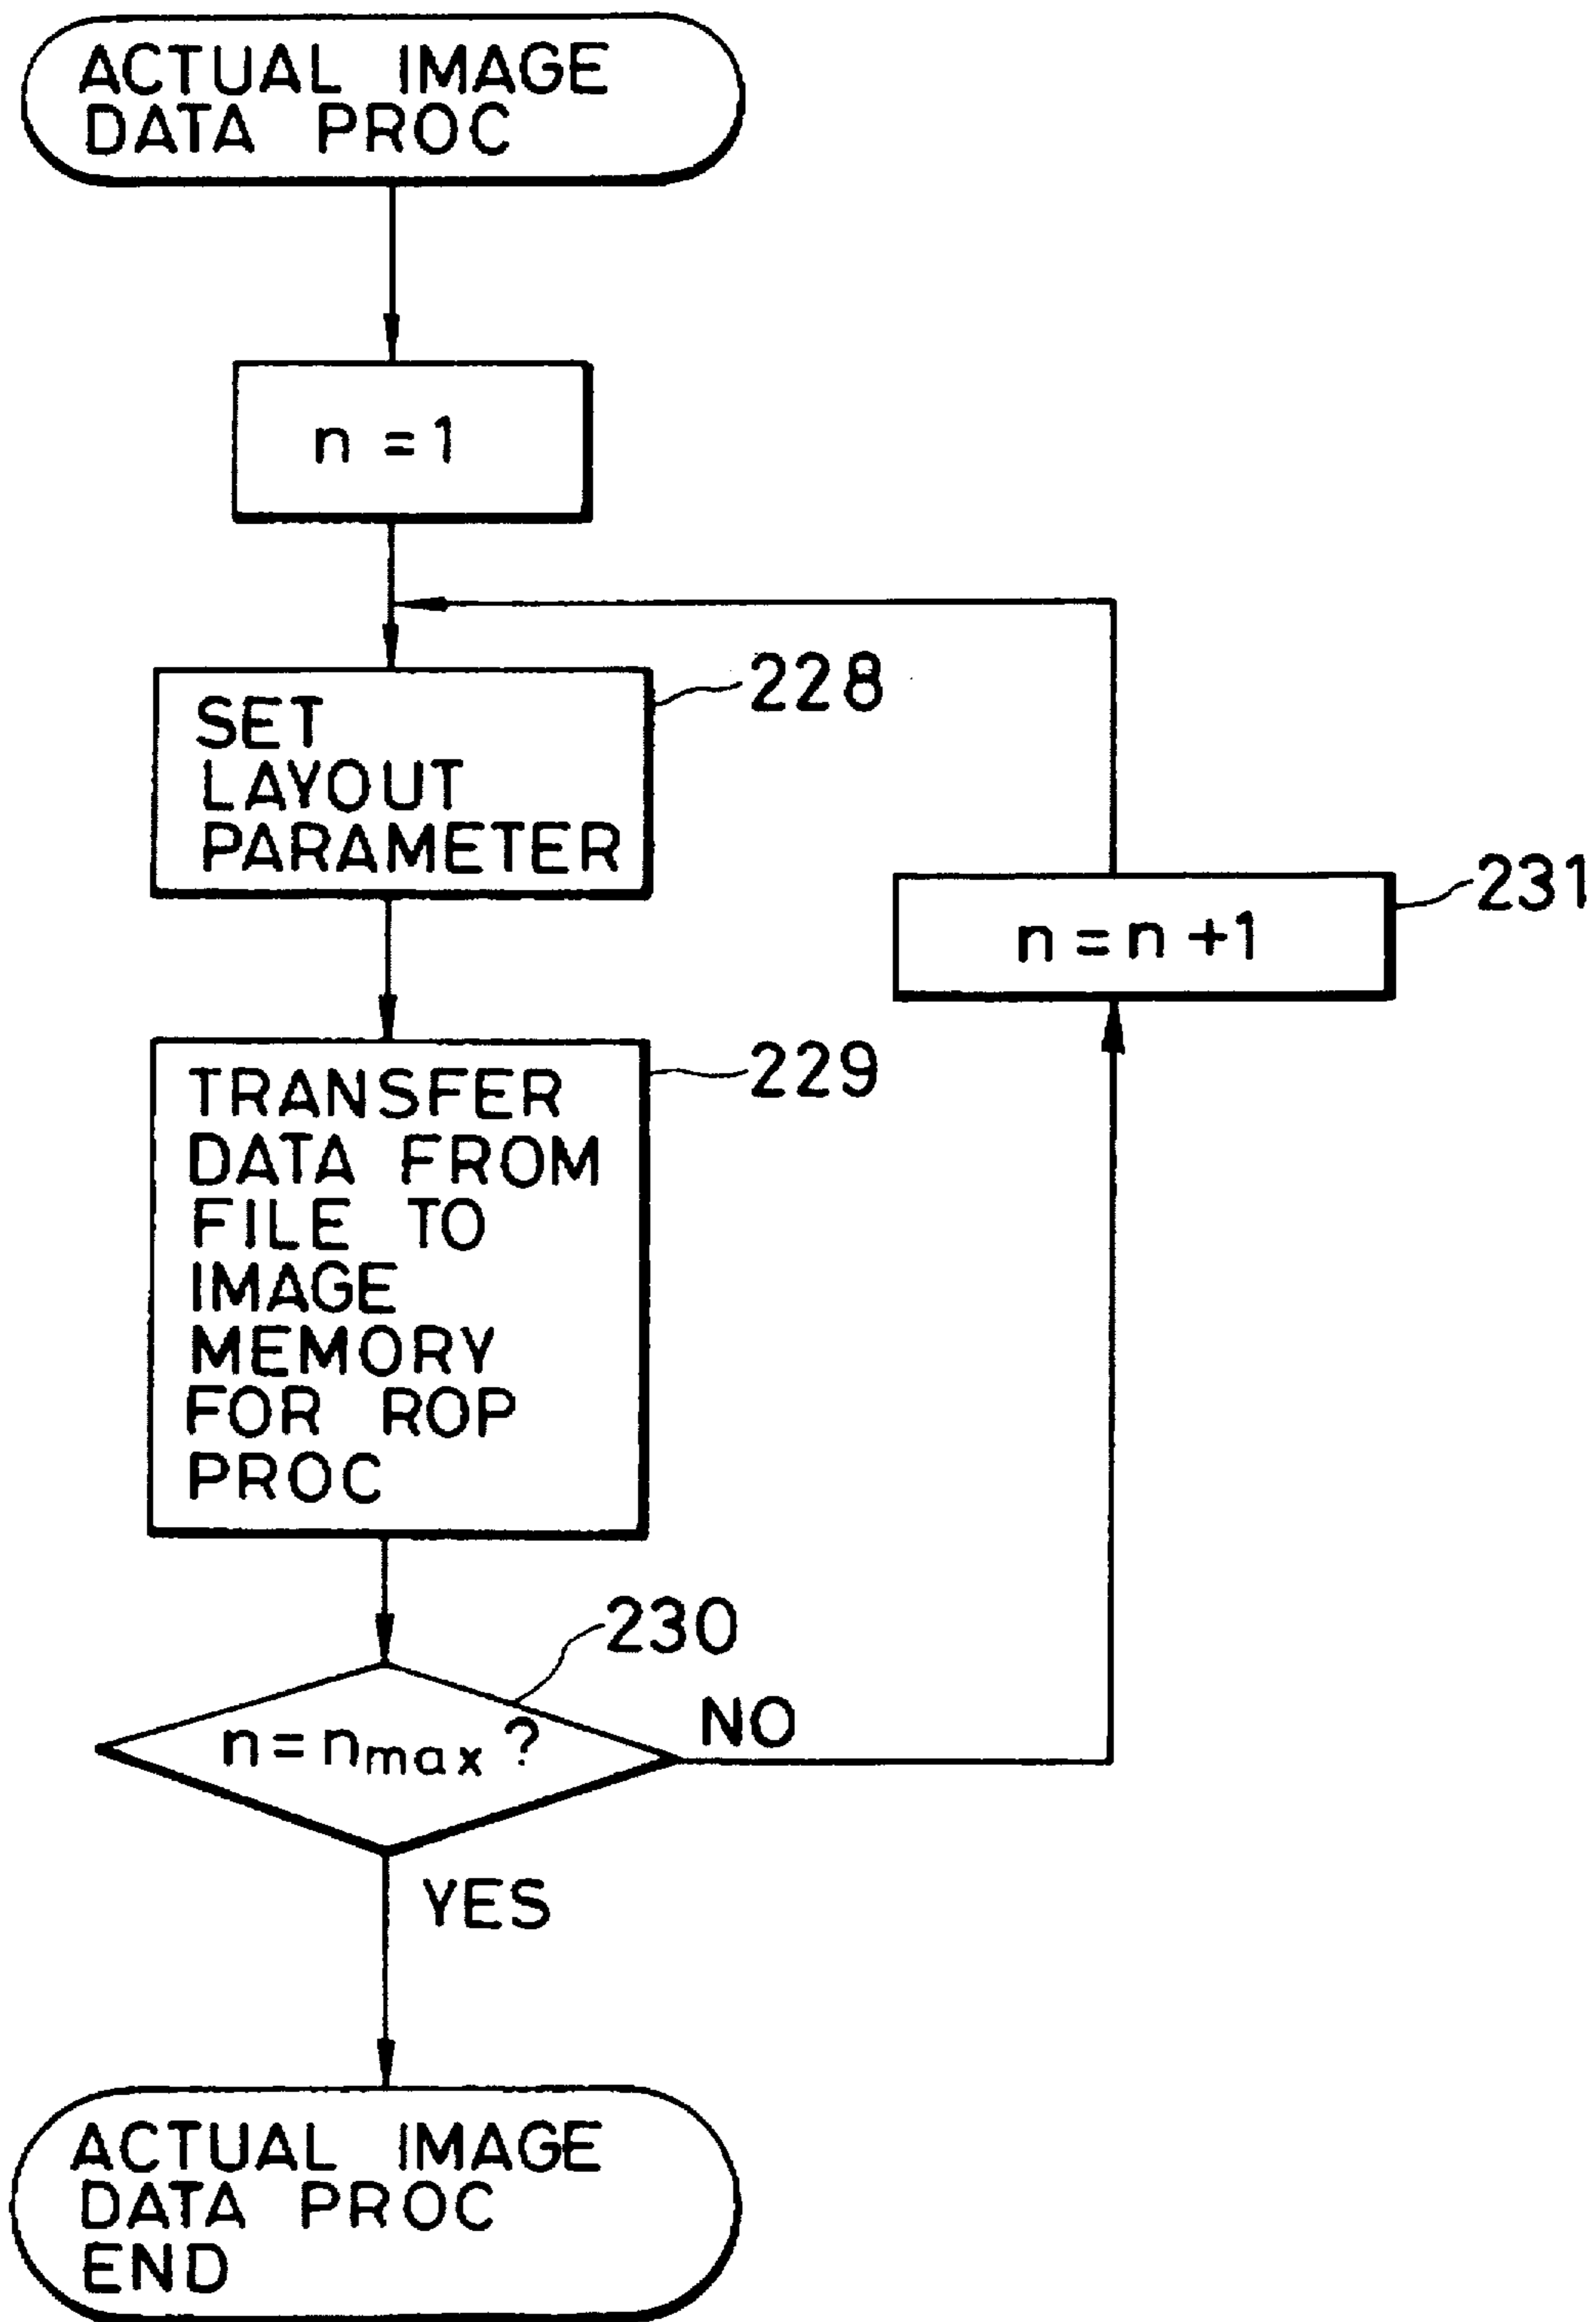 ACTUAL IMAGE
DATA PROC
n = 1
228
SET
LAYOUT
PARAMETER
231
n = n + 1
229
TRANSFER
DATA FROM
FILE TO
IMAGE
MEMORY
FOR ROP
PROC
230
n = nmax ?
NO
YES
ACTUAL IMAGE
DATA PROC
END